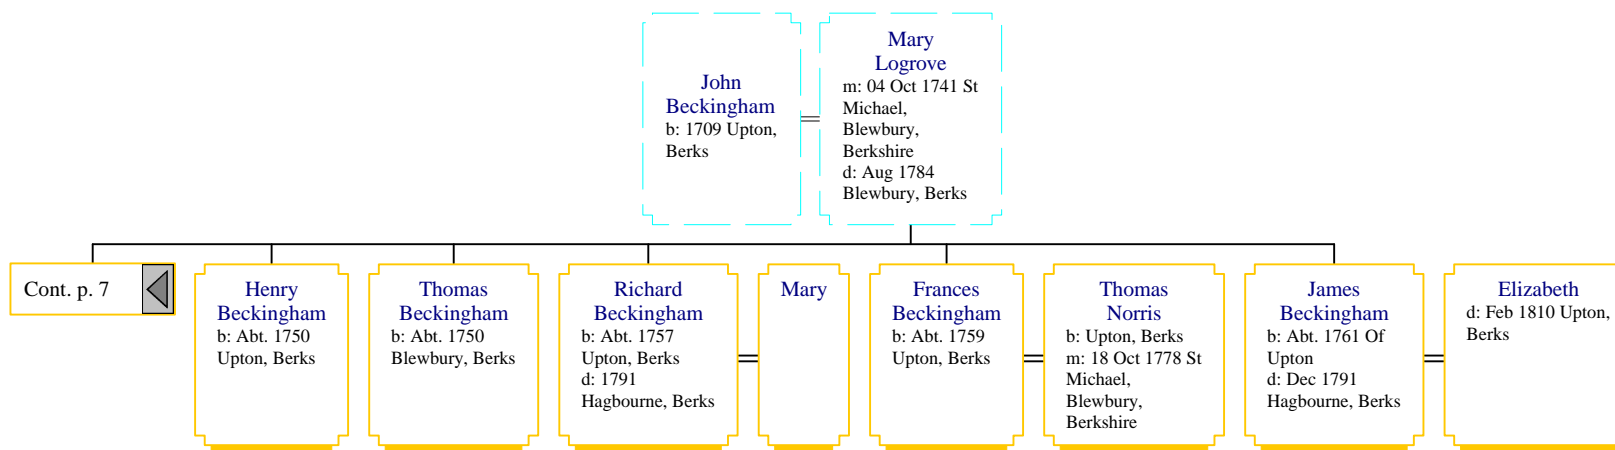 John
Beckingham
b: 1709 Upton,
Berks
Mary
Logrove
m: 04 Oct 1741 St
Michael,
Blewbury,
Berkshire
d: Aug 1784
Blewbury, Berks
Cont. p. 7
Henry
Beckingham
b: Abt. 1750
Upton, Berks
Thomas
Beckingham
b: Abt. 1750
Blewbury, Berks
Richard
Beckingham
b: Abt. 1757
Upton, Berks
d: 1791
Hagbourne, Berks
Mary
Frances
Beckingham
b: Abt. 1759
Upton, Berks
Thomas
Norris
b: Upton, Berks
m: 18 Oct 1778 St
Michael,
Blewbury,
Berkshire
James
Beckingham
b: Abt. 1761 Of
Upton
d: Dec 1791
Hagbourne, Berks
Elizabeth
d: Feb 1810 Upton,
Berks